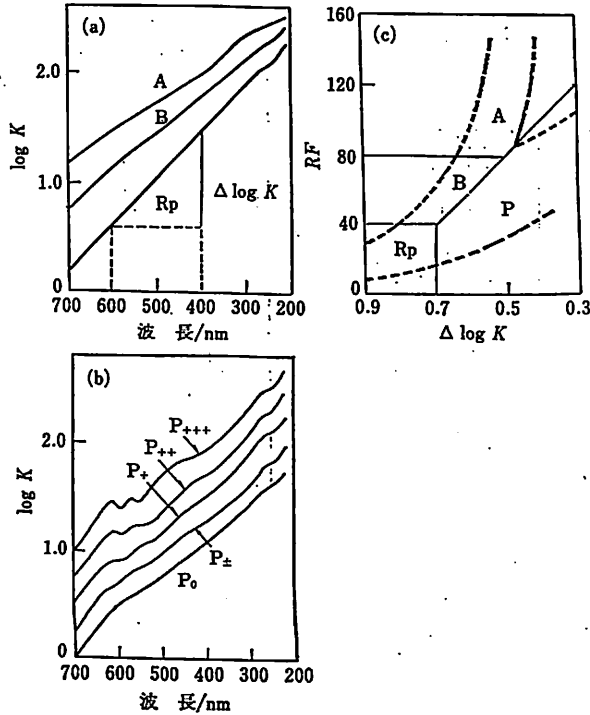 (a)
log K
2.0
1.0
0
A
B
Rp
Δ log K
700 600 500 400 300 200
波 長/nm
(c)
RF
160
120
80
40
0
A
B
P
Rp
0.9 0.7 0.5 0.3
Δ log K
(b)
log K
2.0
1.0
0
P+++
P++
P+
P±
P₀
700 600 500 400 300 200
波 長/nm